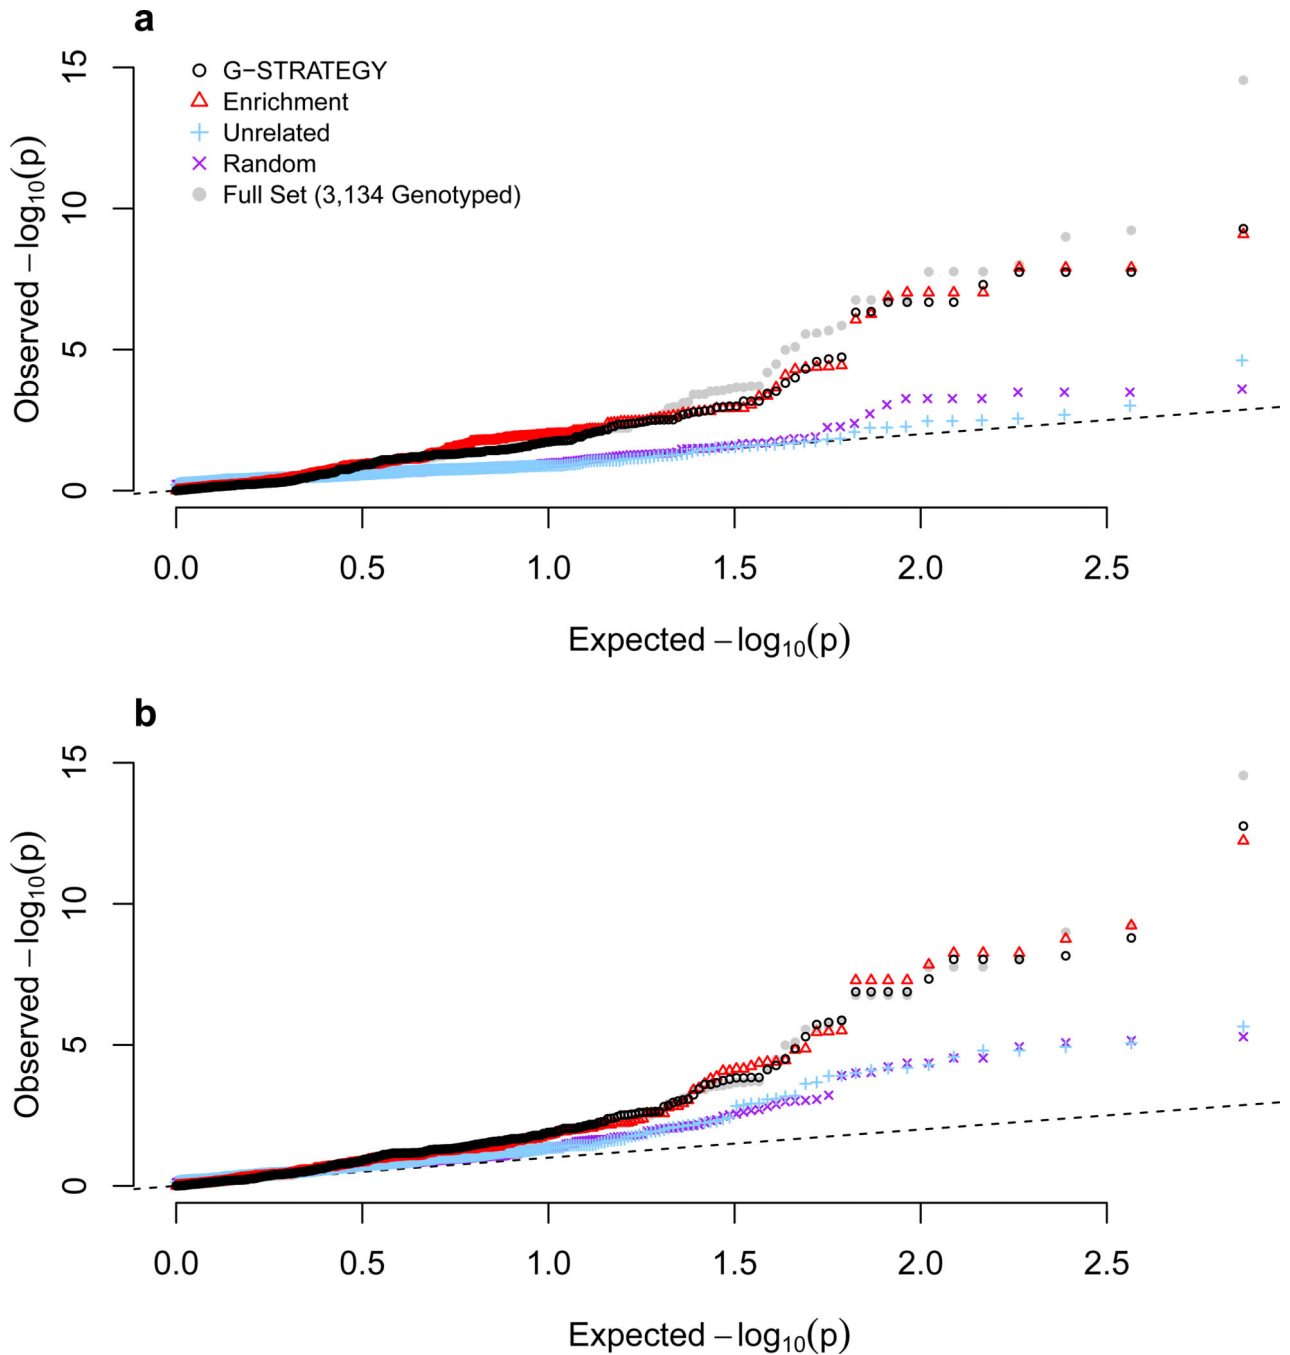 a
15
10
5
0
Observed −log₁₀(p)
G−STRATEGY
Enrichment
Unrelated
Random
Full Set (3,134 Genotyped)
0.0 0.5 1.0 1.5 2.0 2.5
Expected −log₁₀(p)
b
15
10
5
0
Observed −log₁₀(p)
0.0 0.5 1.0 1.5 2.0 2.5
Expected −log₁₀(p)